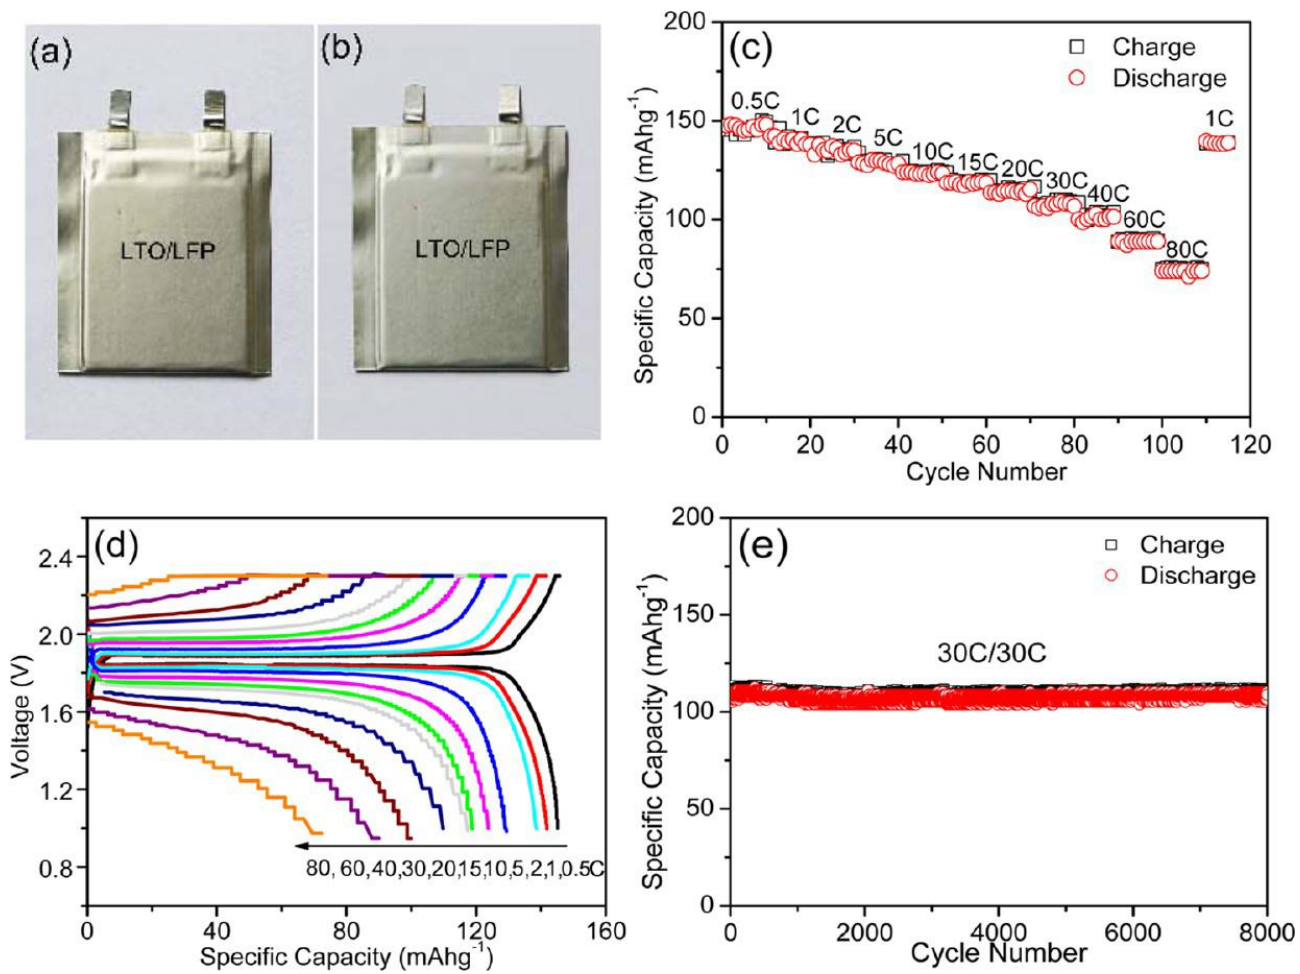 (a)
LTO/LFP
(b)
LTO/LFP
(c)
Charge
Discharge
0.5C
1C
2C
5C
10C
15C
20C
30C
40C
60C
80C
1C
200
150
100
50
0
0 20 40 60 80 100 120
Specific Capacity (mAhg⁻¹)
Cycle Number
(d)
2.4
2.0
1.6
1.2
0.8
0 40 80 120 160
Voltage (V)
Specific Capacity (mAhg⁻¹)
80, 60,40,30,20,15,10,5,2,1,0.5C
(e)
Charge
Discharge
30C/30C
200
150
100
50
0
0 2000 4000 6000 8000
Specific Capacity (mAhg⁻¹)
Cycle Number